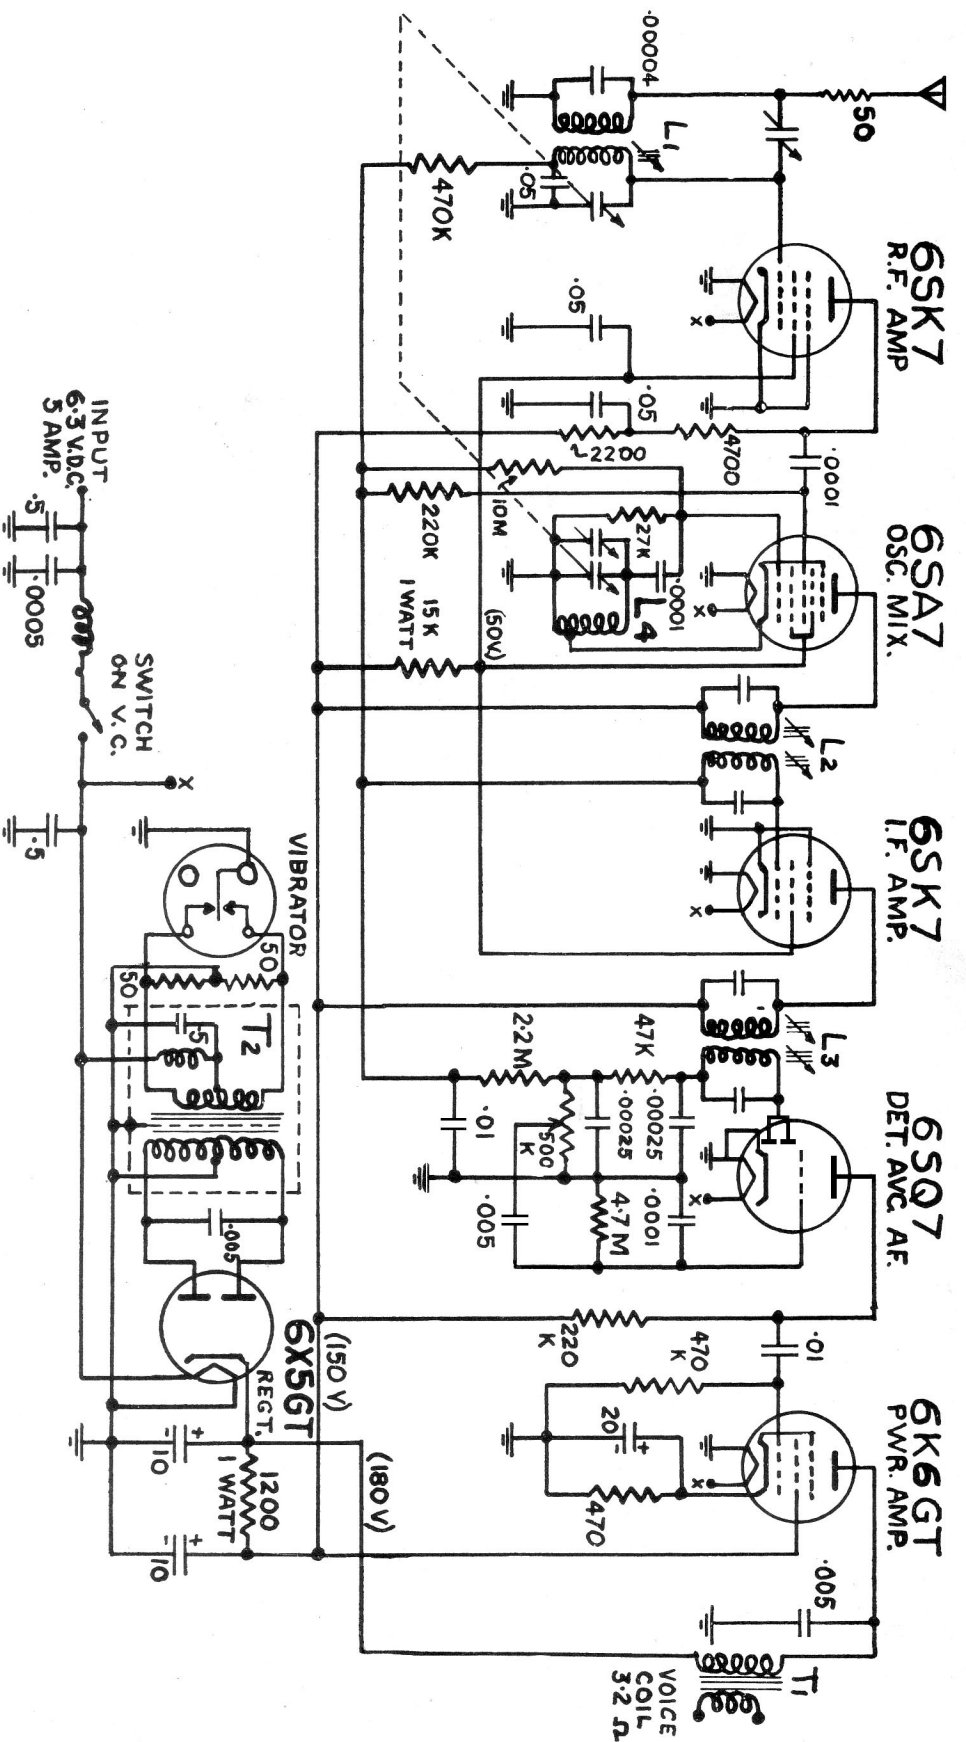 6SK7
R.F. AMP
6SA7
OSC. MIX.
6SK7
I.F. AMP.
6SQ7
DET. AVC. AF.
6K6GT
PWR. AMP.
50
.00004
L1
.05
470K
.05
.05
~2200
4700
.0001
10M
220K
27K
.0001
L4
15K
1 WATT
(50V)
L2
L3
47K
2.2M
.00025
.00025
.01
500
K
.0001
4.7M
.005
220
K
470
K
.01
20
-
+
470
.005
T1
VOICE
COIL
3.2 Ω
X
X
X
X
X
(150 V)
(180V)
INPUT
6.3 V.D.C.
5 AMP.
.5
.0005
SWITCH
ON V.C.
X
.5
VIBRATOR
50
50
.5
T2
.005
6X5GT
RECT.
+
-
10
1200
1 WATT
+
-
10